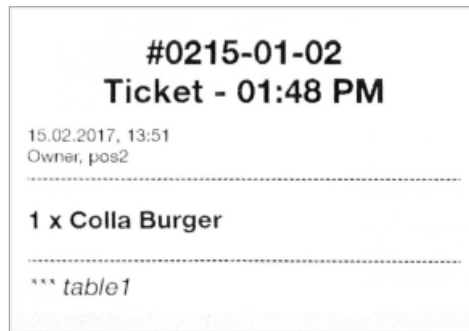 #0215-01-02
Ticket - 01:48 PM
15.02.2017, 13:51
Owner, pos2
1 x Colla Burger
*** table1